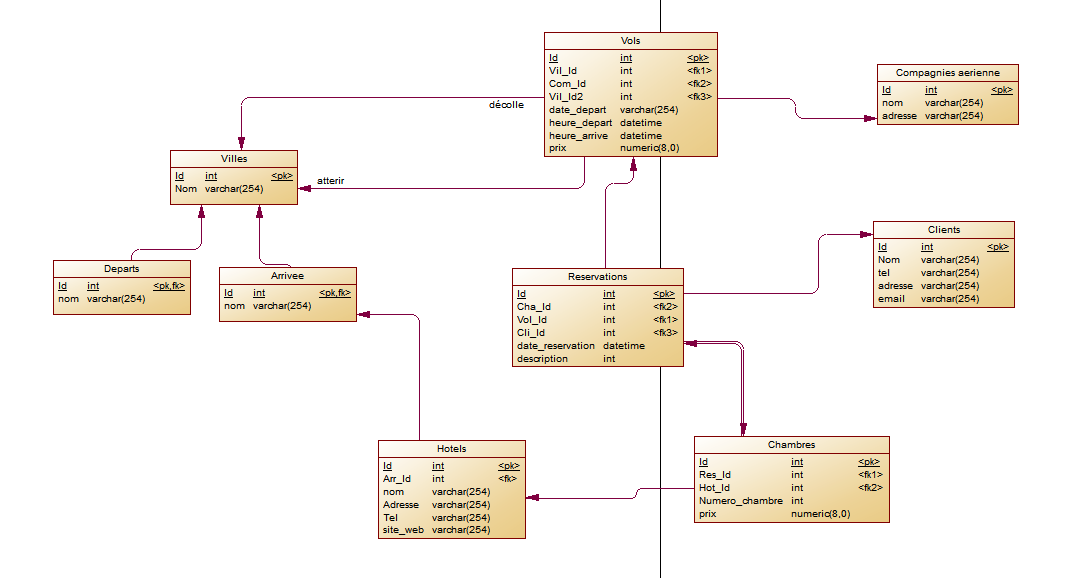 Vols
Id int <pk>
Vil_Id int <fk1>
Com_Id int <fk2>
Vil_Id2 int <fk3>
date_depart varchar(254)
heure_depart datetime
heure_arrive datetime
prix numeric(8,0)
Compagnies aerienne
Id int <pk>
nom varchar(254)
adresse varchar(254)
décolle
Villes
Id int <pk>
Nom varchar(254)
atterir
Departs
Id int <pk,fk>
nom varchar(254)
Arrivee
Id int <pk,fk>
nom varchar(254)
Reservations
Id int <pk>
Cha_Id int <fk2>
Vol_Id int <fk1>
Cli_Id int <fk3>
date_reservation datetime
description int
Clients
Id int <pk>
Nom varchar(254)
tel varchar(254)
adresse varchar(254)
email varchar(254)
Hotels
Id int <pk>
Arr_Id int <fk>
nom varchar(254)
Adresse varchar(254)
Tel varchar(254)
site_web varchar(254)
Chambres
Id int <pk>
Res_Id int <fk1>
Hot_Id int <fk2>
Numero_chambre int
prix numeric(8,0)